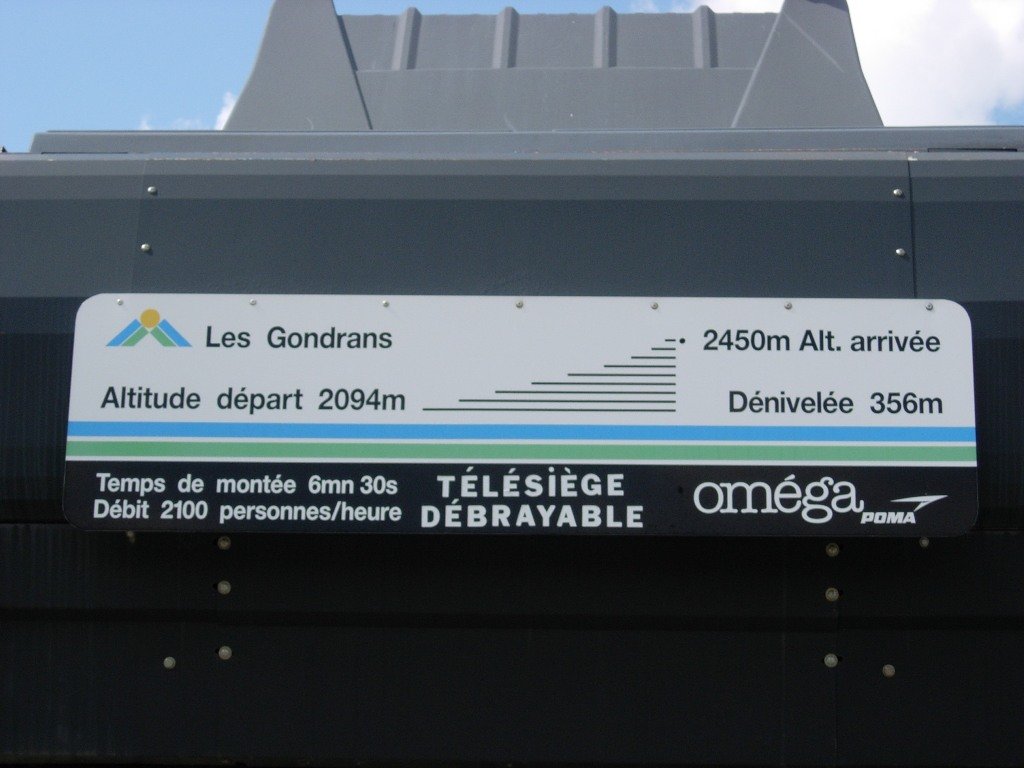 Les Gondrans
2450m Alt. arrivée
Altitude départ 2094m
Dénivelée 356m
Temps de montée 6mn 30s
Débit 2100 personnes/heure
TÉLÉSIÈGE
DÉBRAYABLE
oméga
POMA